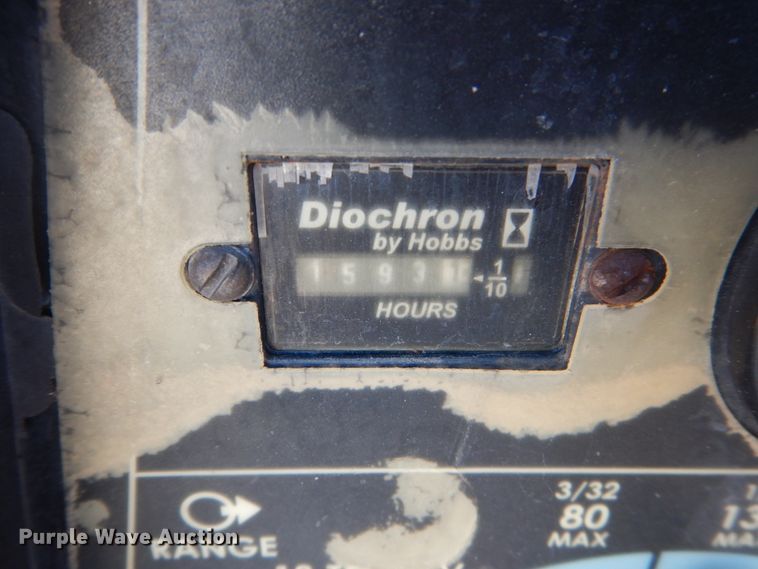 Diochron
by Hobbs
1 5 9 3
1/10
HOURS
3/32
80
MAX
RANGE
Purple Wave Auction